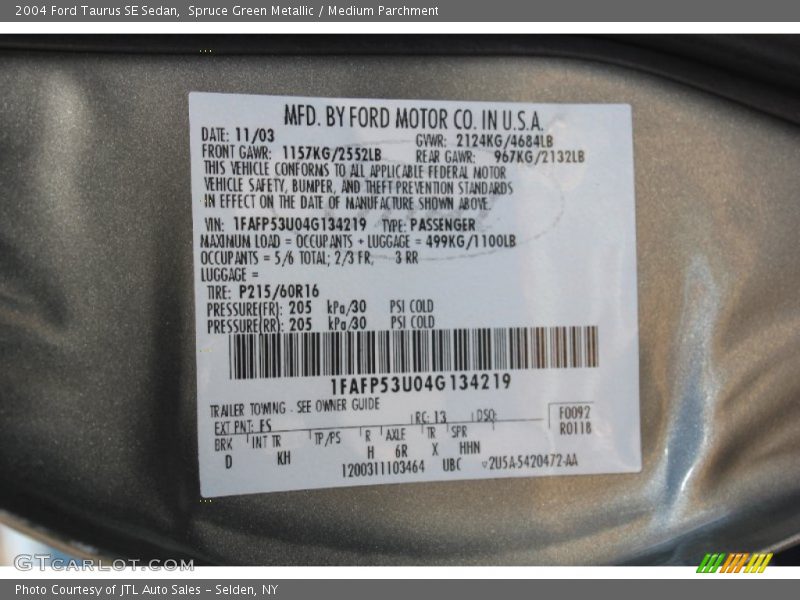 2004 Ford Taurus SE Sedan,  Spruce Green Metallic / Medium Parchment
MFD. BY FORD MOTOR CO. IN U.S.A.
DATE: 11/03 GVWR: 2124KG/4684LB
FRONT GAWR: 1157KG/2552LB REAR GAWR: 967KG/2132LB
THIS VEHICLE CONFORMS TO ALL APPLICABLE FEDERAL MOTOR
VEHICLE SAFETY, BUMPER, AND THEFT PREVENTION STANDARDS
IN EFFECT ON THE DATE OF MANUFACTURE SHOWN ABOVE.
VIN: 1FAFP53U04G134219 TYPE: PASSENGER
MAXIMUM LOAD = OCCUPANTS + LUGGAGE = 499KG/1100LB
OCCUPANTS = 5/6 TOTAL; 2/3 FR, 3 RR
LUGGAGE =
TIRE: P215/60R16
PRESSURE(FR): 205 kPa/30 PSI COLD
PRESSURE(RR): 205 kPa/30 PSI COLD
1FAFP53U04G134219
TRAILER TOWING - SEE OWNER GUIDE
EXT PNT: FS RC: 13 DSO: F0092
R0118
BRK INT TR TP/PS R AXLE TR SPR
D KH H 6R X HHN
1200311103464 UBC 2U5A-5420472-AA
GTCARLOT.COM
Photo Courtesy of JTL Auto Sales - Selden, NY